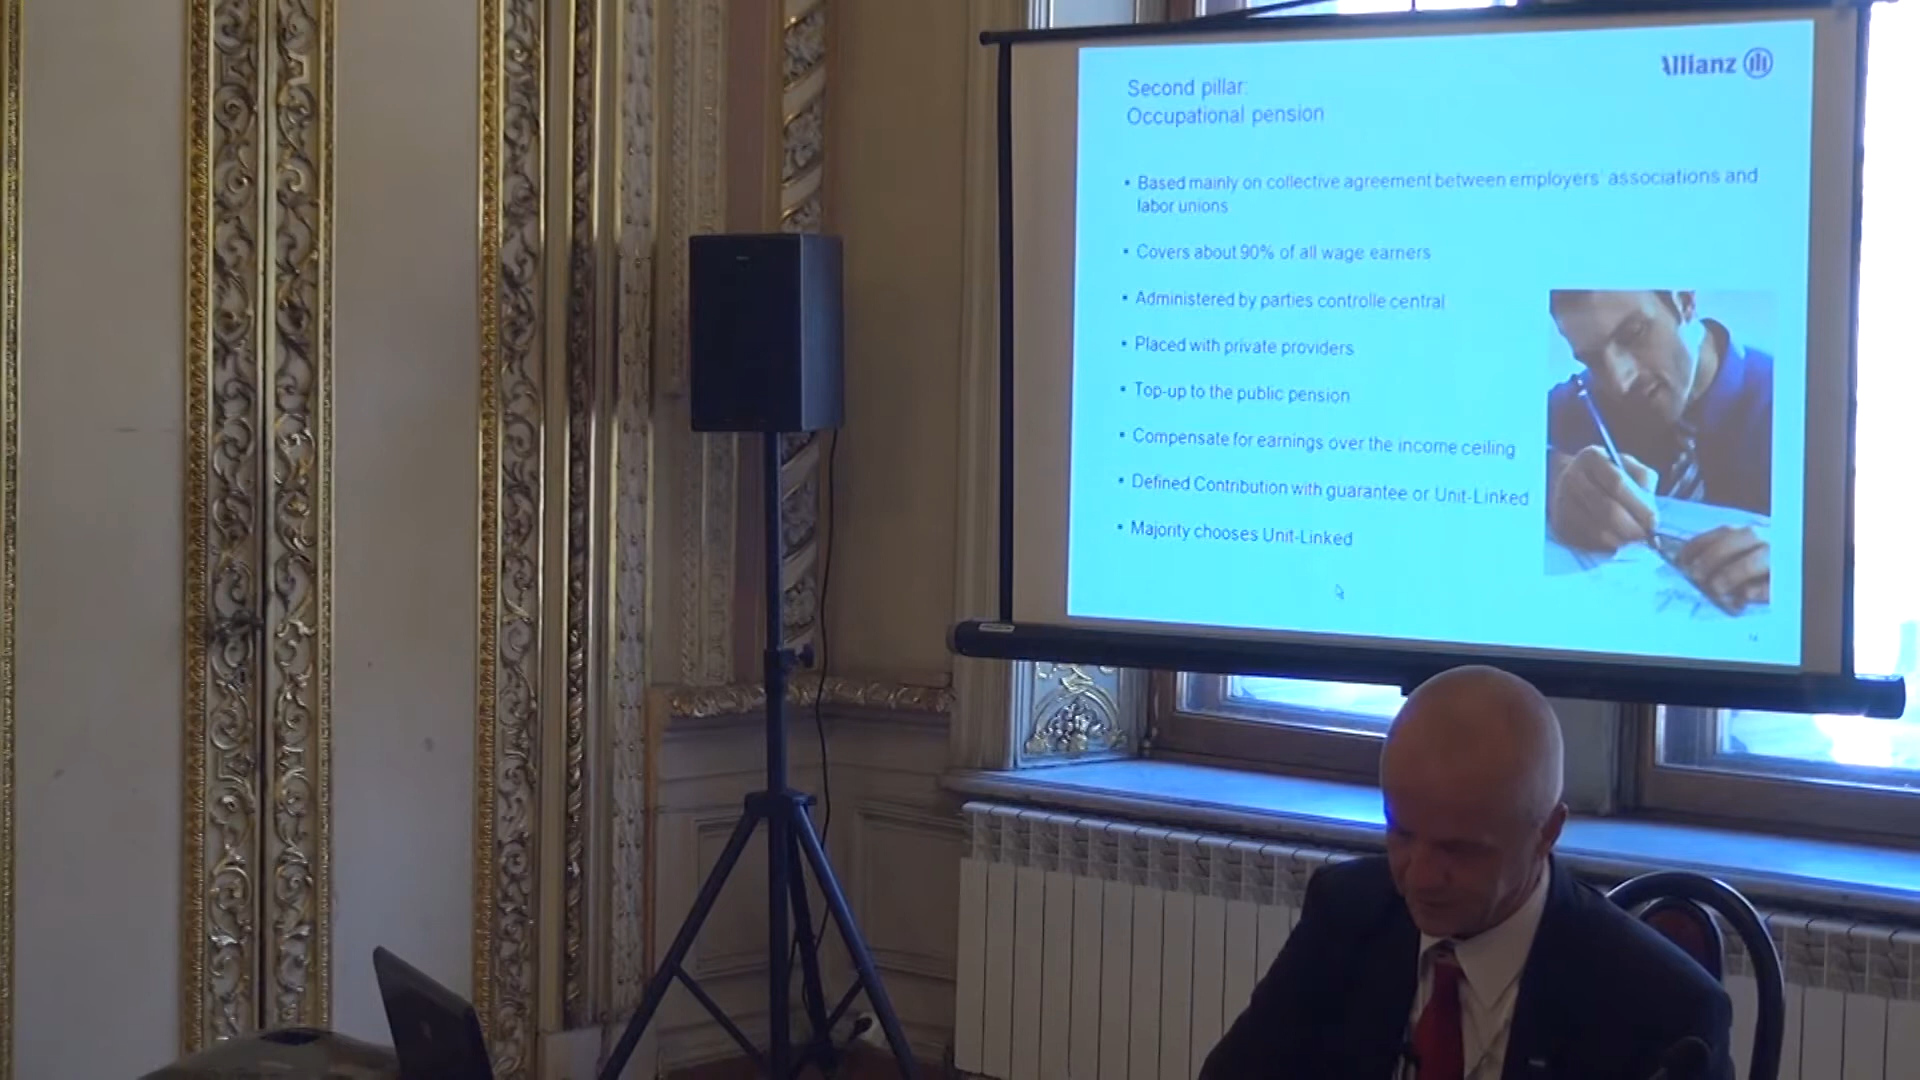 Allianz
Second pillar:
Occupational pension
• Based mainly on collective agreement between employers' associations and
labor unions
• Covers about 90% of all wage earners
• Administered by parties controlle central
• Placed with private providers
• Top-up to the public pension
• Compensate for earnings over the income ceiling
• Defined Contribution with guarantee or Unit-Linked
• Majority chooses Unit-Linked